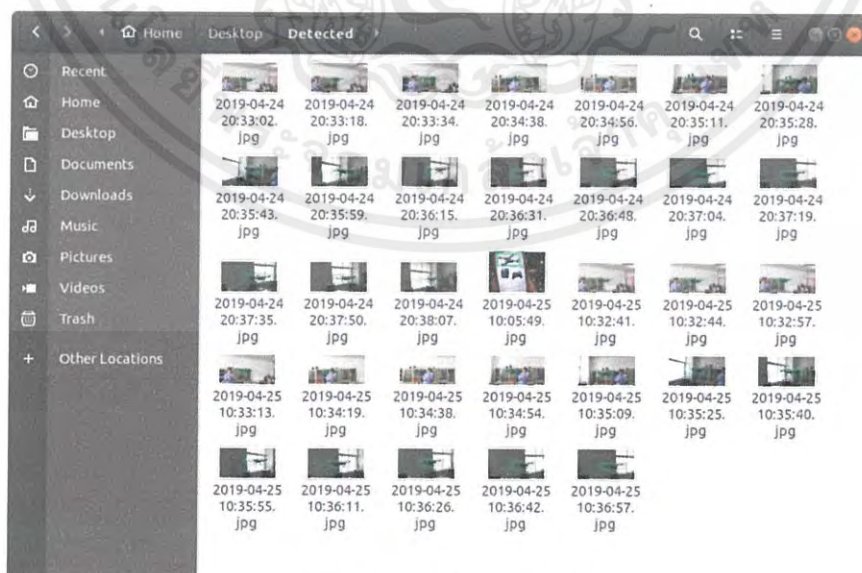 Home Desktop Detected
Recent
Home
Desktop
Documents
Downloads
Music
Pictures
Videos
Trash
+ Other Locations
2019-04-24 2019-04-24 2019-04-24 2019-04-24 2019-04-24 2019-04-24 2019-04-24
20:33:02. 20:33:18. 20:33:34. 20:34:38. 20:34:56. 20:35:11. 20:35:28.
jpg jpg jpg jpg jpg jpg jpg
2019-04-24 2019-04-24 2019-04-24 2019-04-24 2019-04-24 2019-04-24 2019-04-24
20:35:43. 20:35:59. 20:36:15. 20:36:31. 20:36:48. 20:37:04. 20:37:19.
jpg jpg jpg jpg jpg jpg jpg
2019-04-24 2019-04-24 2019-04-24 2019-04-25 2019-04-25 2019-04-25 2019-04-25
20:37:35. 20:37:50. 20:38:07. 10:05:49. 10:32:41. 10:32:44. 10:32:57.
jpg jpg jpg jpg jpg jpg jpg
2019-04-25 2019-04-25 2019-04-25 2019-04-25 2019-04-25 2019-04-25 2019-04-25
10:33:13. 10:34:19. 10:34:38. 10:34:54. 10:35:09. 10:35:25. 10:35:40.
jpg jpg jpg jpg jpg jpg jpg
2019-04-25 2019-04-25 2019-04-25 2019-04-25 2019-04-25
10:35:55. 10:36:11. 10:36:26. 10:36:42. 10:36:57.
jpg jpg jpg jpg jpg